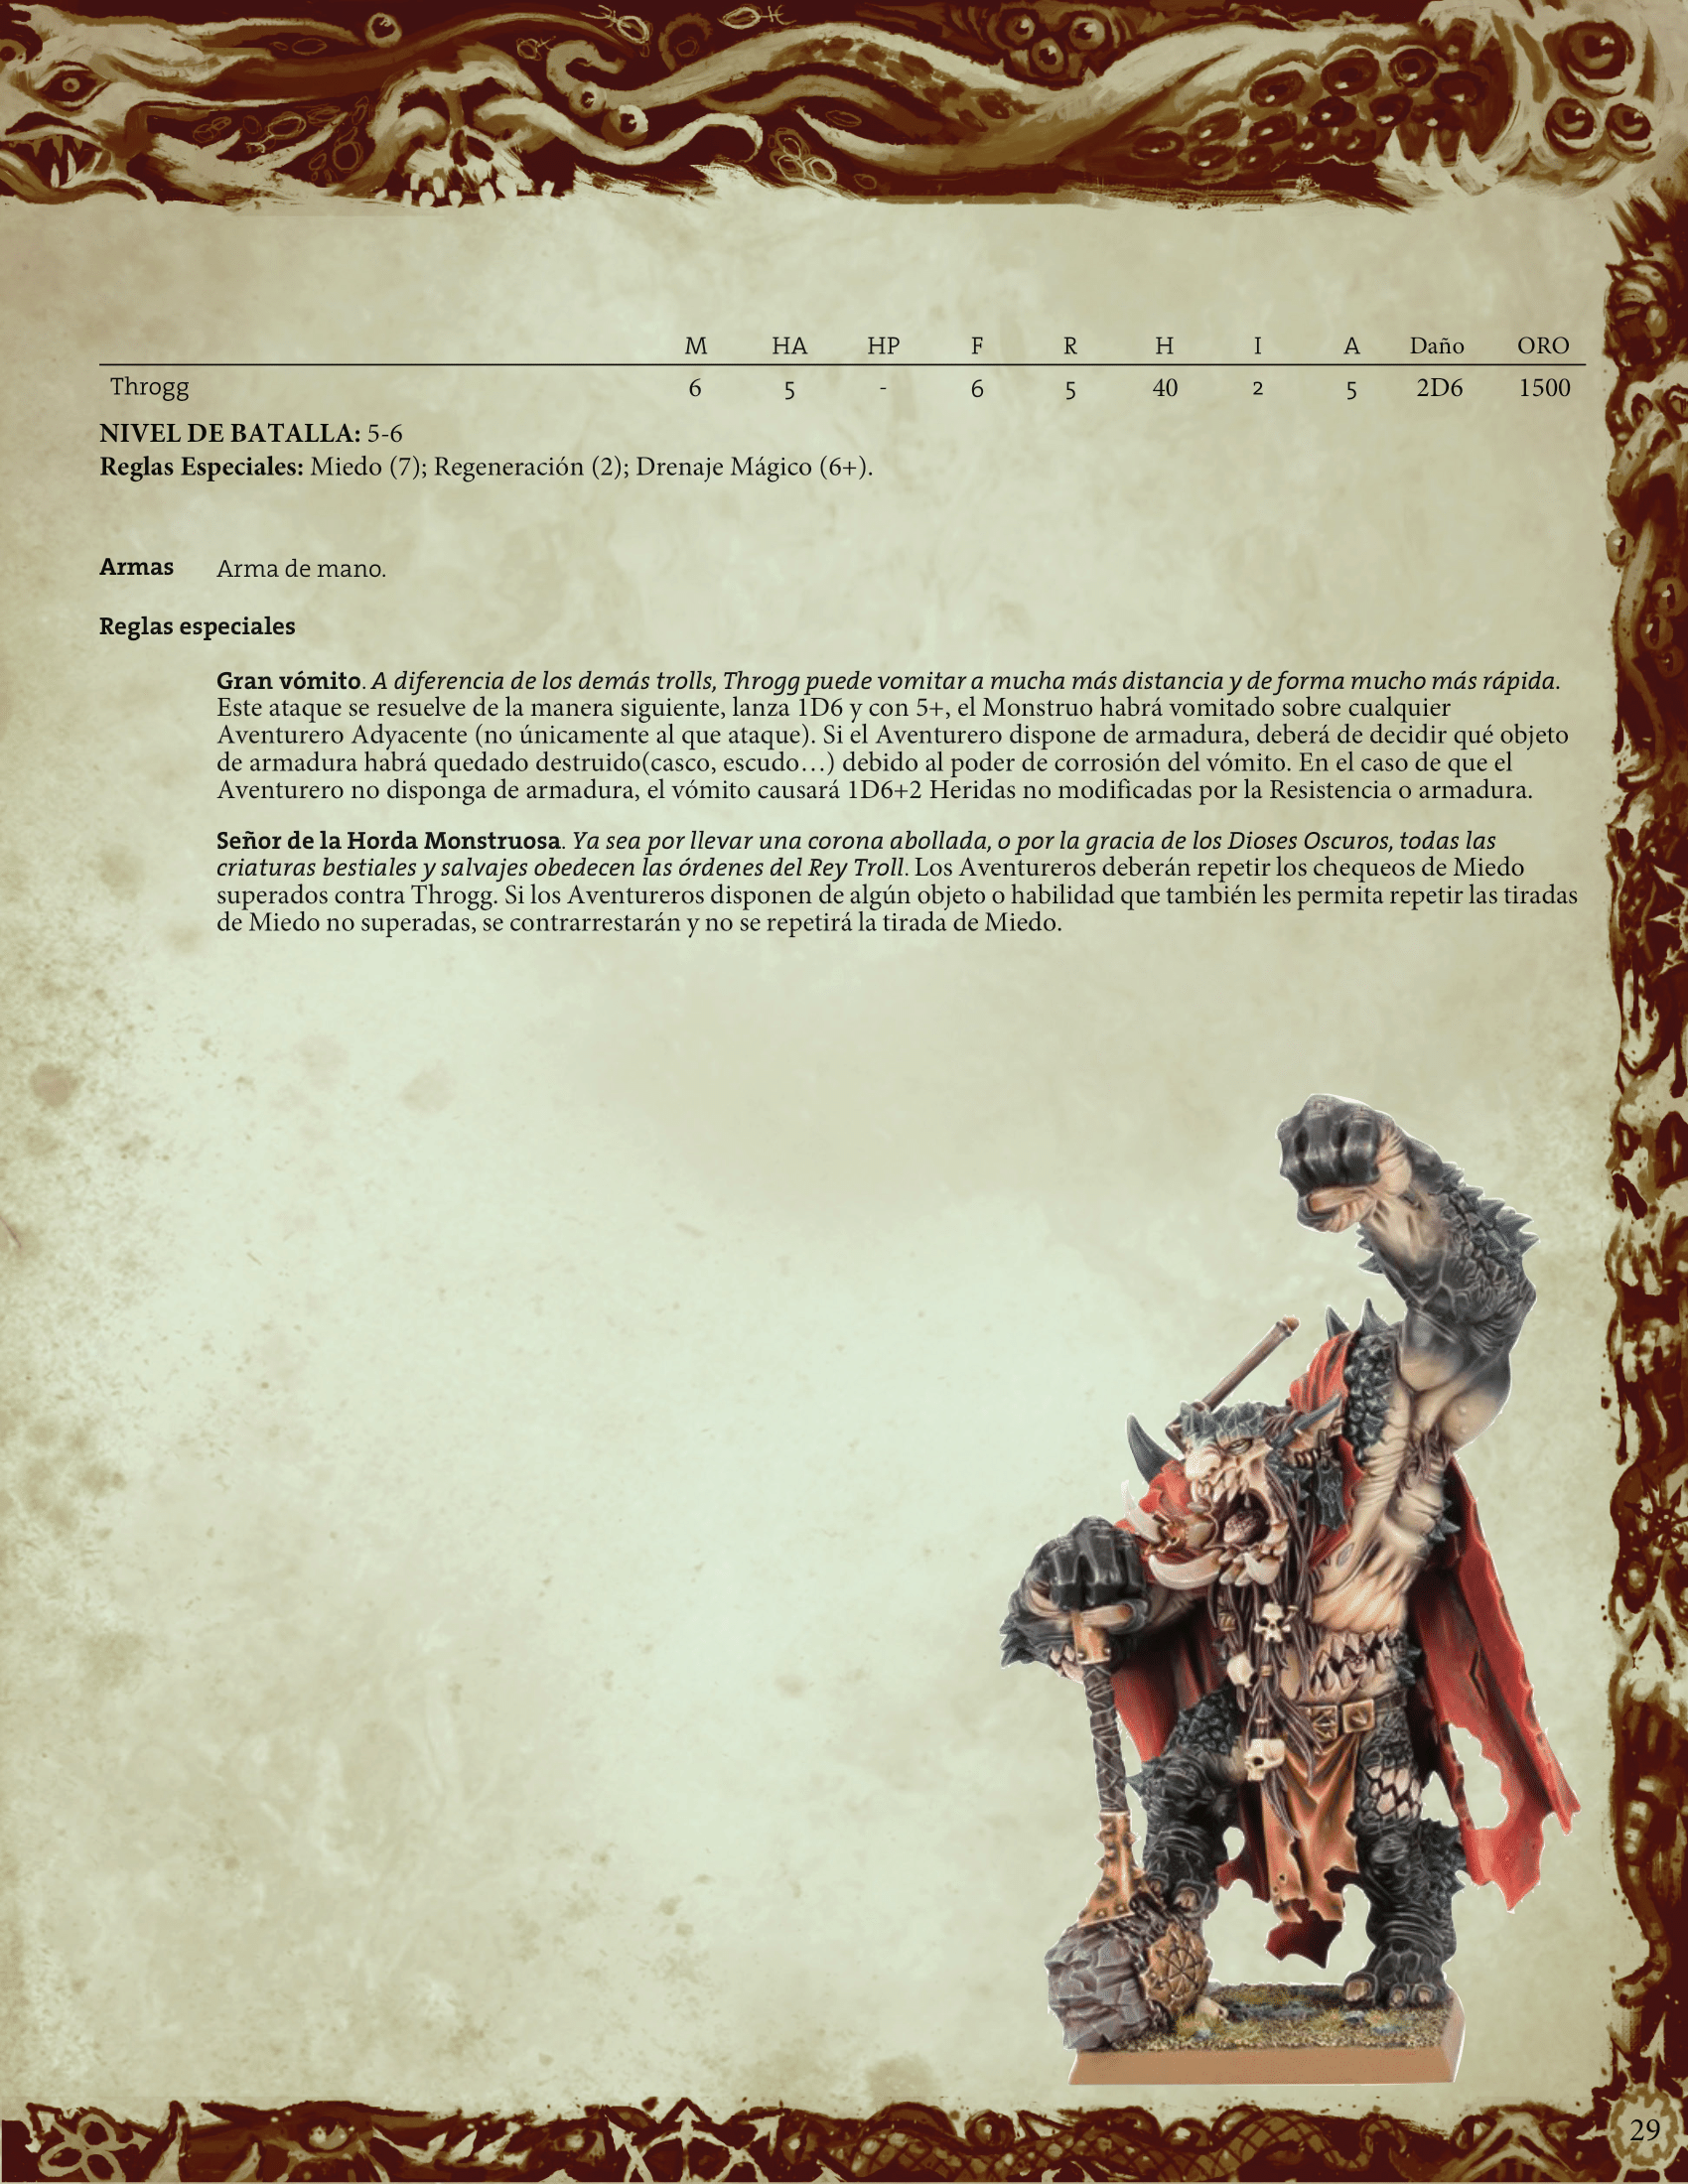 M HA HP F R H I A Daño ORO
Throgg 6 5 - 6 5 40 2 5 2D6 1500
NIVEL DE BATALLA: 5-6
Reglas Especiales: Miedo (7); Regeneración (2); Drenaje Mágico (6+).
Armas Arma de mano.
Reglas especiales
Gran vómito. A diferencia de los demás trolls, Throgg puede vomitar a mucha más distancia y de forma mucho más rápida.
Este ataque se resuelve de la manera siguiente, lanza 1D6 y con 5+, el Monstruo habrá vomitado sobre cualquier
Aventurero Adyacente (no únicamente al que ataque). Si el Aventurero dispone de armadura, deberá de decidir qué objeto
de armadura habrá quedado destruido(casco, escudo…) debido al poder de corrosión del vómito. En el caso de que el
Aventurero no disponga de armadura, el vómito causará 1D6+2 Heridas no modificadas por la Resistencia o armadura.
Señor de la Horda Monstruosa. Ya sea por llevar una corona abollada, o por la gracia de los Dioses Oscuros, todas las
criaturas bestiales y salvajes obedecen las órdenes del Rey Troll. Los Aventureros deberán repetir los chequeos de Miedo
superados contra Throgg. Si los Aventureros disponen de algún objeto o habilidad que también les permita repetir las tiradas
de Miedo no superadas, se contrarrestarán y no se repetirá la tirada de Miedo.
29